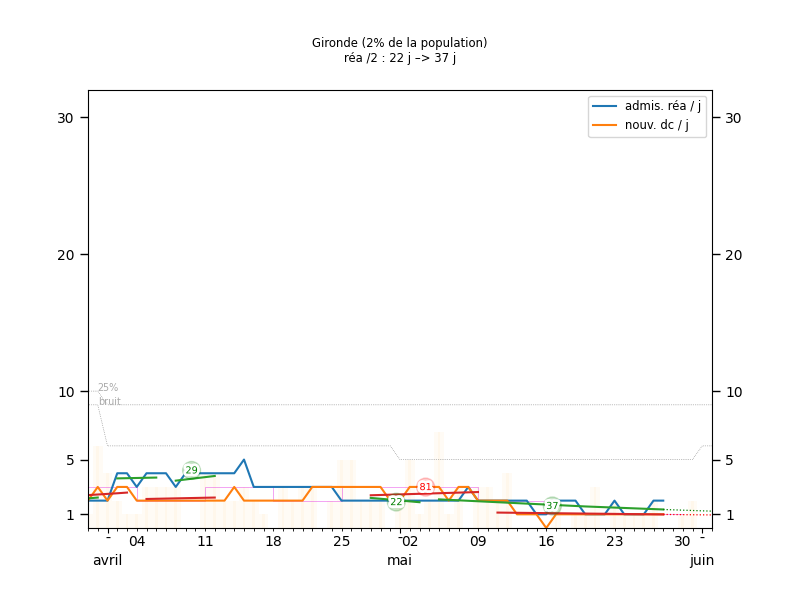 Gironde (2% de la population)
réa /2 : 22 j –> 37 j
admis. réa / j
nouv. dc / j
30
30
20
20
10
10
25%
bruit
5
5
29
81
22
37
1
1
- 04 11 18 25 -02 09 16 23 30 -
avril mai juin